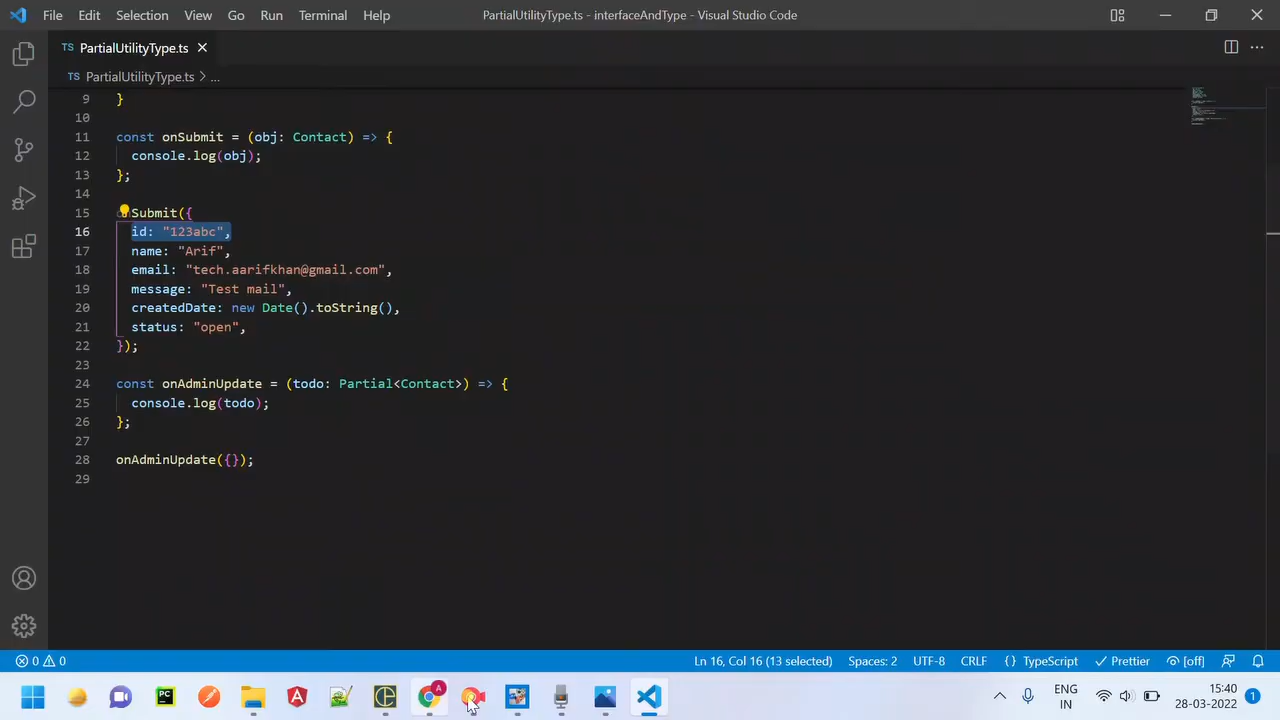 File Edit Selection View Go Run Terminal Help PartialUtilityType.ts - interfaceAndType - Visual Studio Code
TS PartialUtilityType.ts
TS PartialUtilityType.ts > ...
9 }
10
11 const onSubmit = (obj: Contact) => {
12 console.log(obj);
13 };
14
15 Submit({
16 id: "123abc",
17 name: "Arif",
18 email: "tech.aarifkhan@gmail.com",
19 message: "Test mail",
20 createdDate: new Date().toString(),
21 status: "open",
22 });
23
24 const onAdminUpdate = (todo: Partial<Contact>) => {
25 console.log(todo);
26 };
27
28 onAdminUpdate({});
29
0 0 Ln 16, Col 16 (13 selected) Spaces: 2 UTF-8 CRLF {} TypeScript Prettier [off]
PC A A ENG 15:40
IN 28-03-2022 1